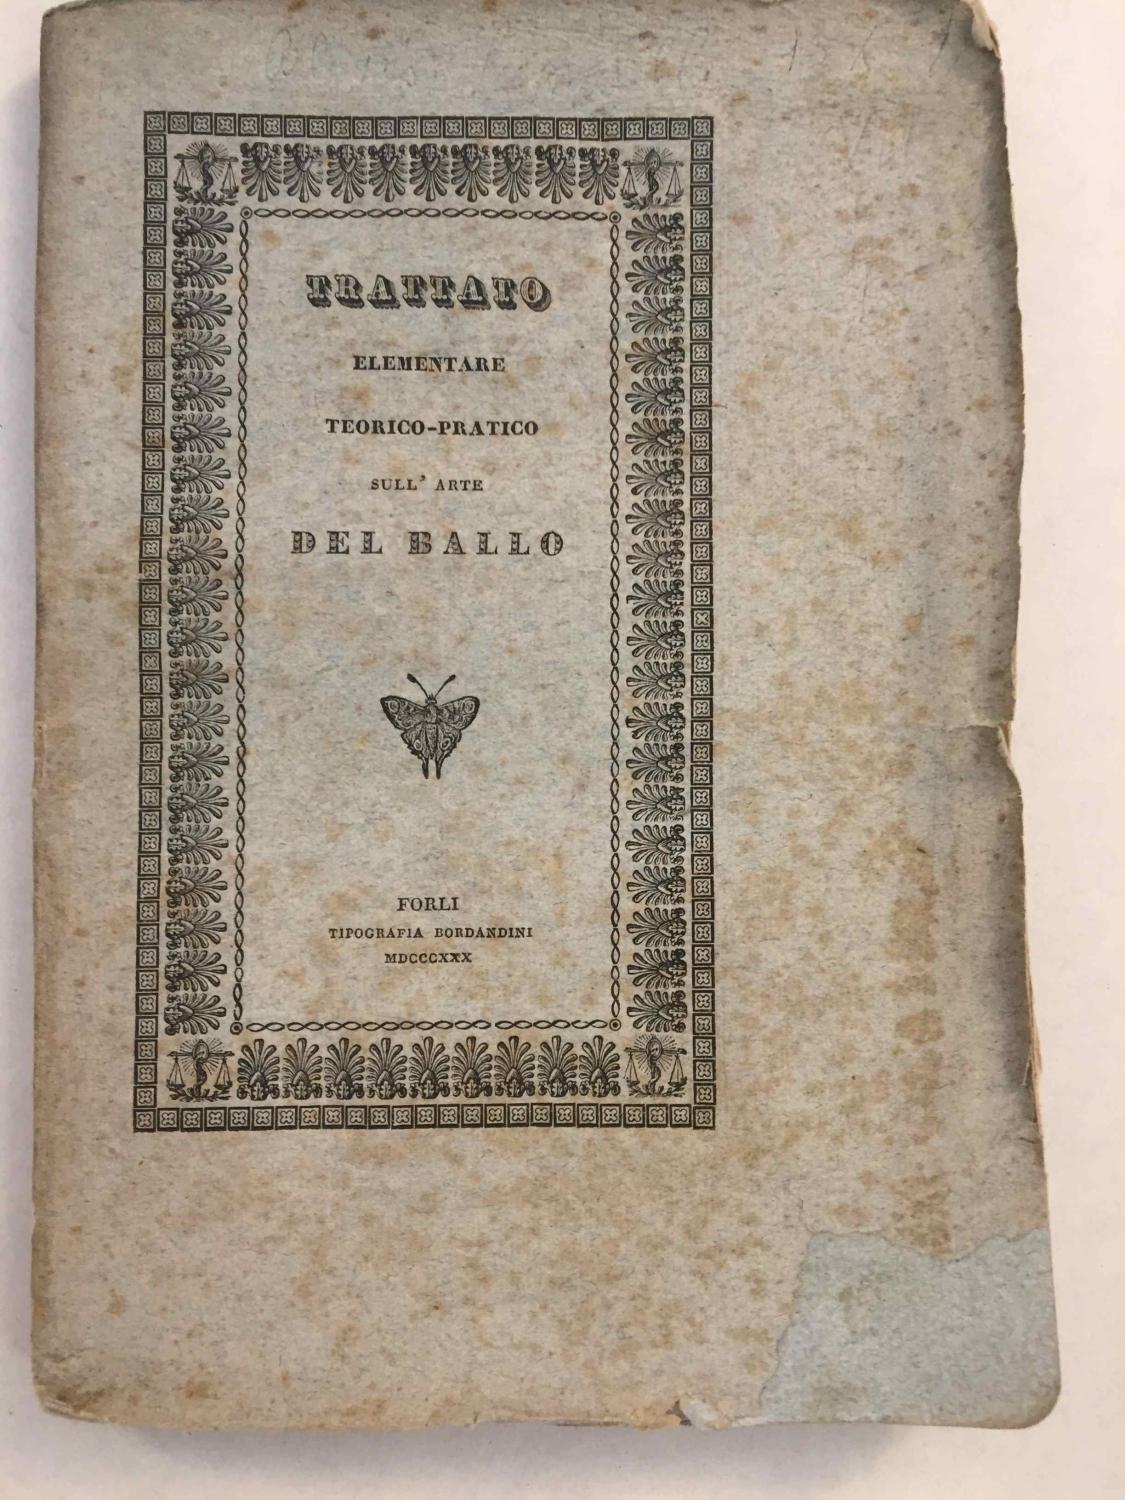 TRATTATO
ELEMENTARE
TEORICO-PRATICO
SULL' ARTE
DEL BALLO
FORLI
TIPOGRAFIA BORDANDINI
MDCCCXXX